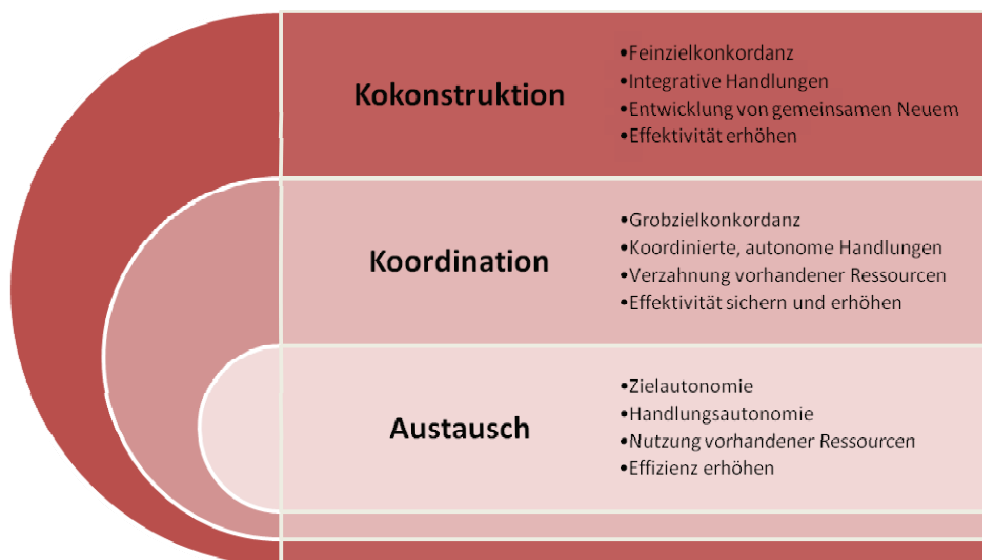 Kokonstruktion
•Feinzielkonkordanz
•Integrative Handlungen
•Entwicklung von gemeinsamen Neuem
•Effektivität erhöhen
Koordination
•Grobzielkonkordanz
•Koordinierte, autonome Handlungen
•Verzahnung vorhandener Ressourcen
•Effektivität sichern und erhöhen
Austausch
•Zielautonomie
•Handlungsautonomie
•Nutzung vorhandener Ressourcen
•Effizienz erhöhen